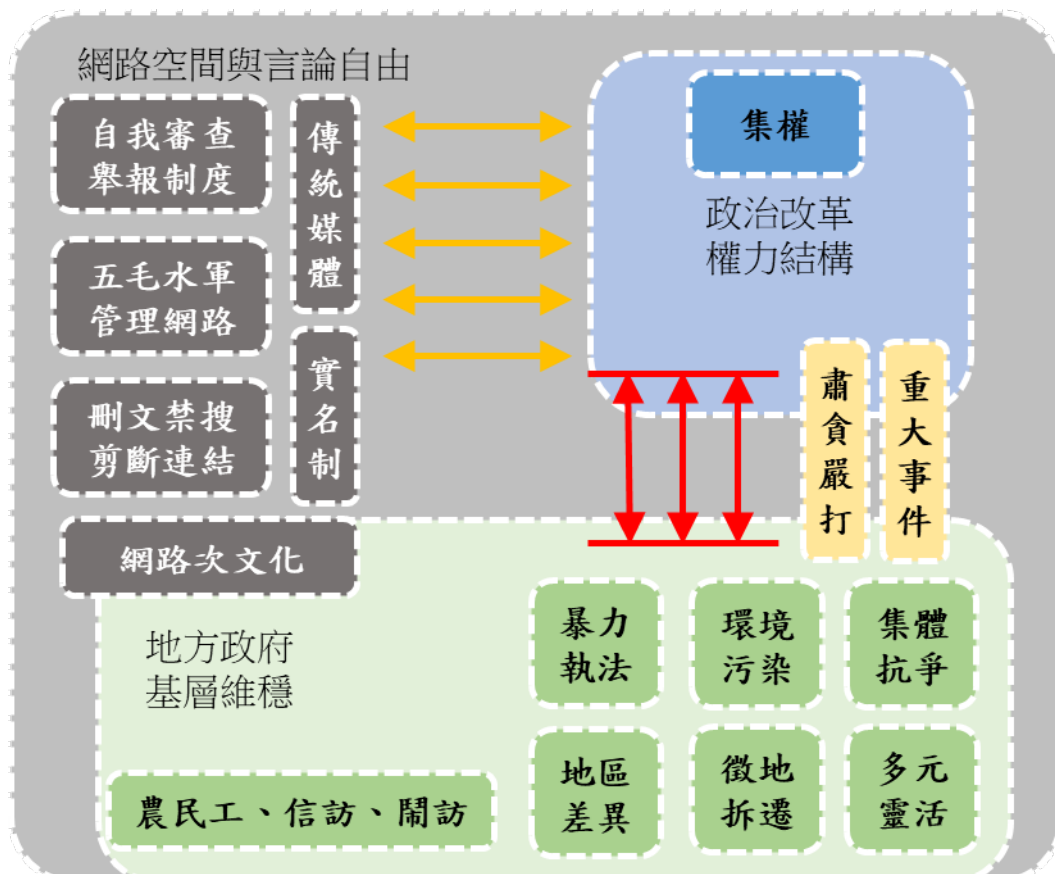 網路空間與言論自由
自我審查
舉報制度
傳統媒體
五毛水軍
管理網路
實名制
刪文禁搜
剪斷連結
網路次文化
集權
政治改革
權力結構
肅貪嚴打
重大事件
地方政府
基層維穩
暴力
執法
環境
污染
集體
抗爭
地區
差異
徵地
拆遷
多元
靈活
農民工、信訪、鬧訪